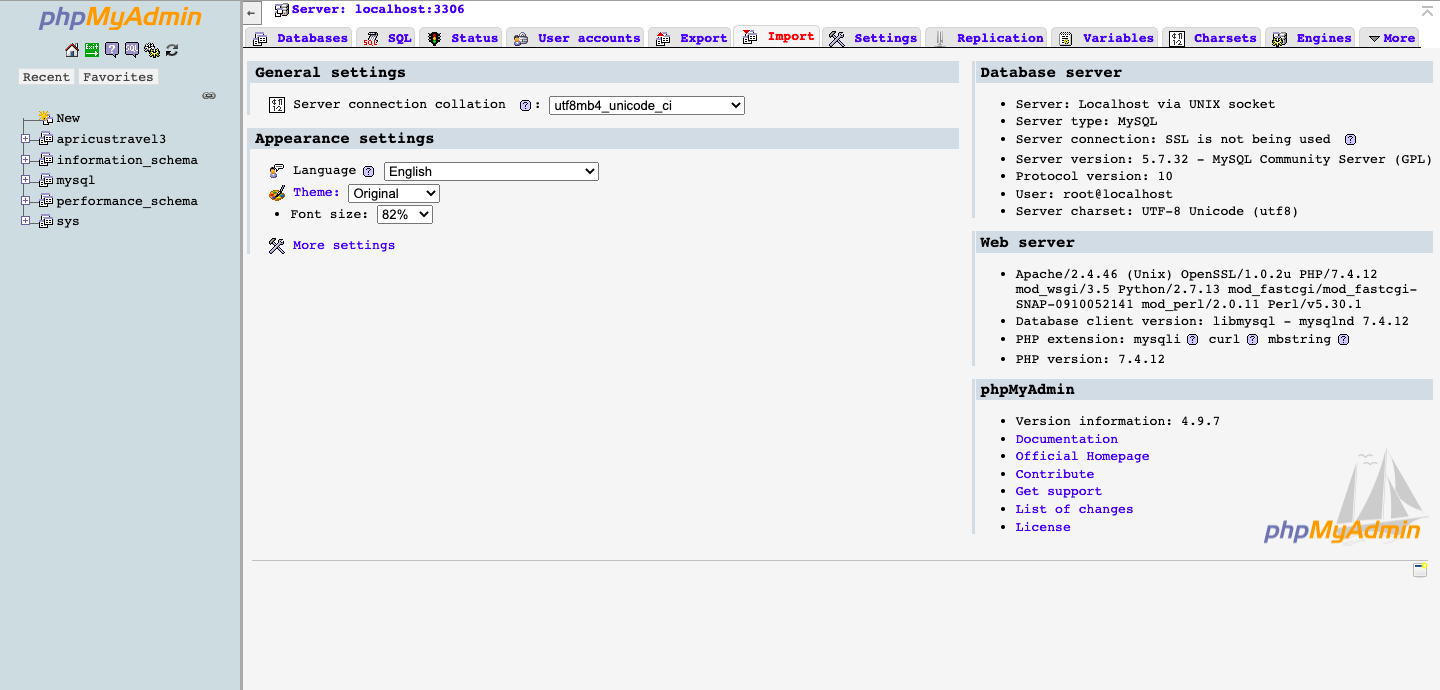 phpMyAdmin
Recent Favorites
New
apricustravel3
information_schema
mysql
performance_schema
sys
Server: localhost:3306
Databases SQL Status User accounts Export Import Settings Replication Variables Charsets Engines More
General settings
Server connection collation : utf8mb4_unicode_ci
Appearance settings
Language English
Theme: Original
• Font size: 82%
More settings
Database server
• Server: Localhost via UNIX socket
• Server type: MySQL
• Server connection: SSL is not being used
• Server version: 5.7.32 - MySQL Community Server (GPL)
• Protocol version: 10
• User: root@localhost
• Server charset: UTF-8 Unicode (utf8)
Web server
• Apache/2.4.46 (Unix) OpenSSL/1.0.2u PHP/7.4.12
mod_wsgi/3.5 Python/2.7.13 mod_fastcgi/mod_fastcgi-
SNAP-0910052141 mod_perl/2.0.11 Perl/v5.30.1
• Database client version: libmysql - mysqlnd 7.4.12
• PHP extension: mysqli curl mbstring
• PHP version: 7.4.12
phpMyAdmin
• Version information: 4.9.7
• Documentation
• Official Homepage
• Contribute
• Get support
• List of changes
• License
phpMyAdmin